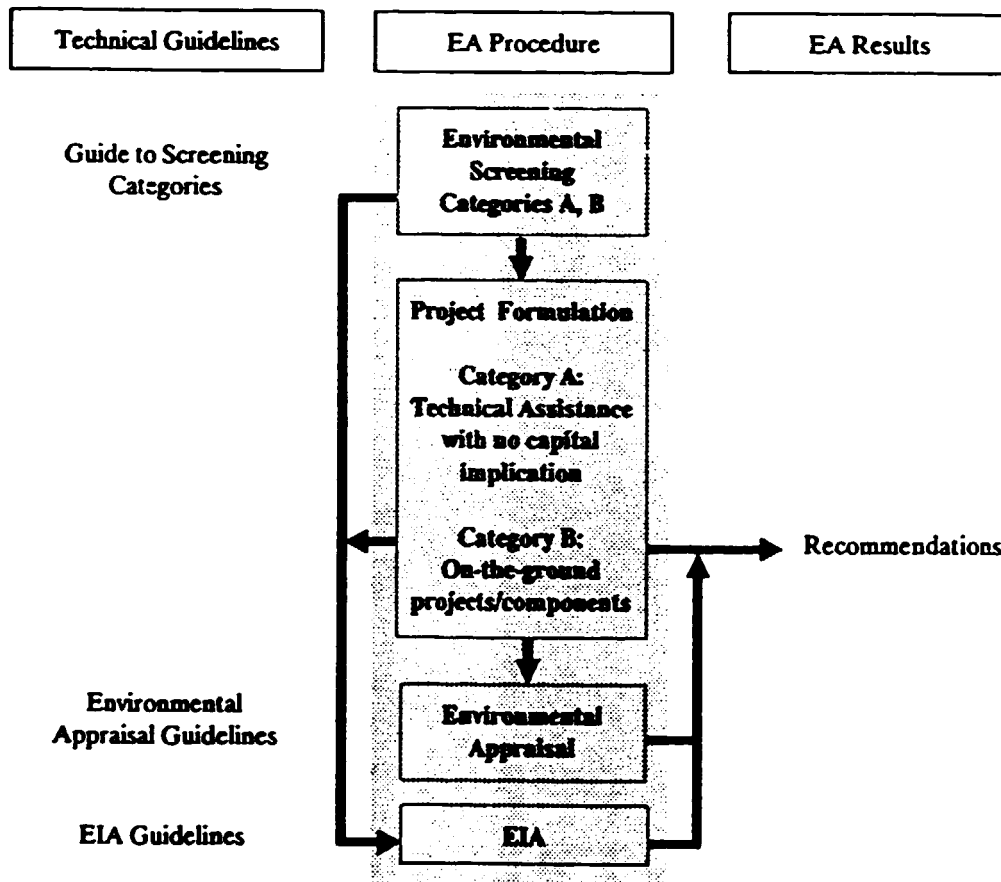 Technical Guidelines
EA Procedure
EA Results
Guide to Screening
Categories
Environmental
Screening
Categories A, B
Project Formulation
Category A:
Technical Assistance
with no capital
implication
Category B:
On-the-ground
projects/components
Recommendations
Environmental
Appraisal Guidelines
Environmental
Appraisal
EIA Guidelines
EIA